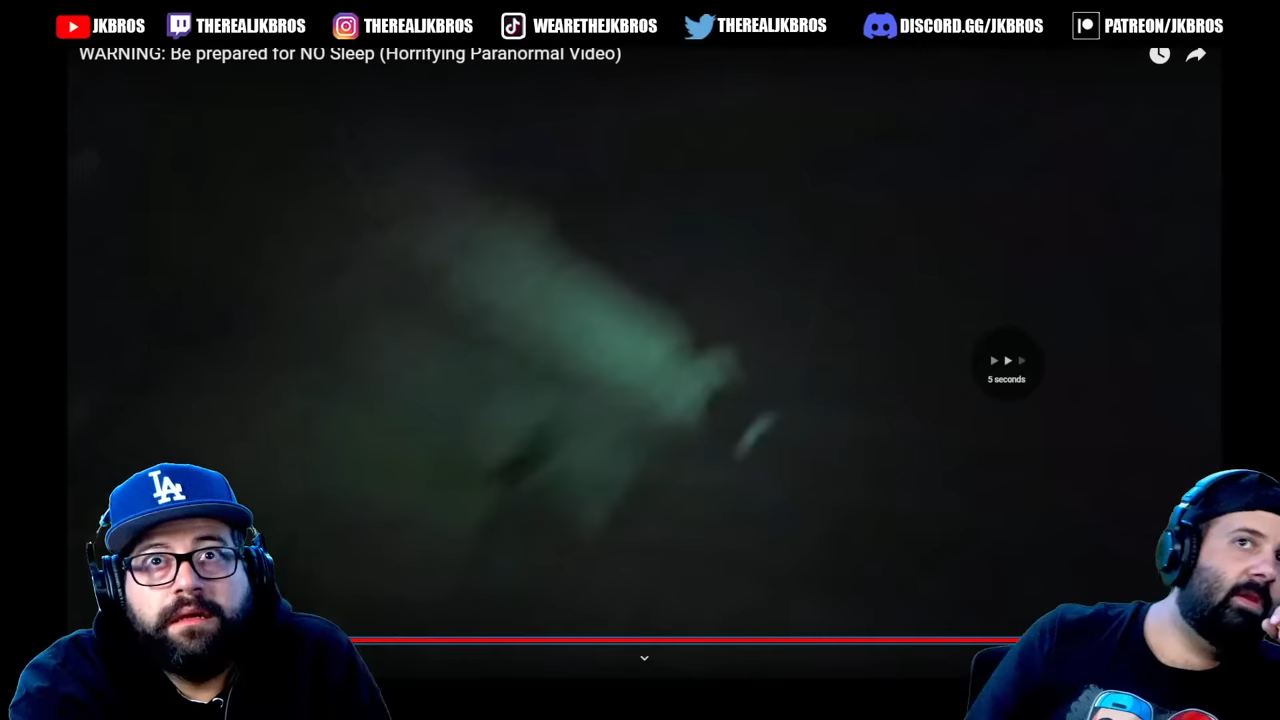 JKBROS THEREALJKBROS THEREALJKBROS WEARETHEJKBROS THEREALJKBROS DISCORD.GG/JKBROS PATREON/JKBROS
WARNING: Be prepared for NO Sleep (Horrifying Paranormal Video)
5 seconds
LA